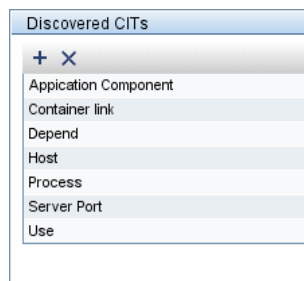 Discovered CITs
Appication Component
Container link
Depend
Host
Process
Server Port
Use